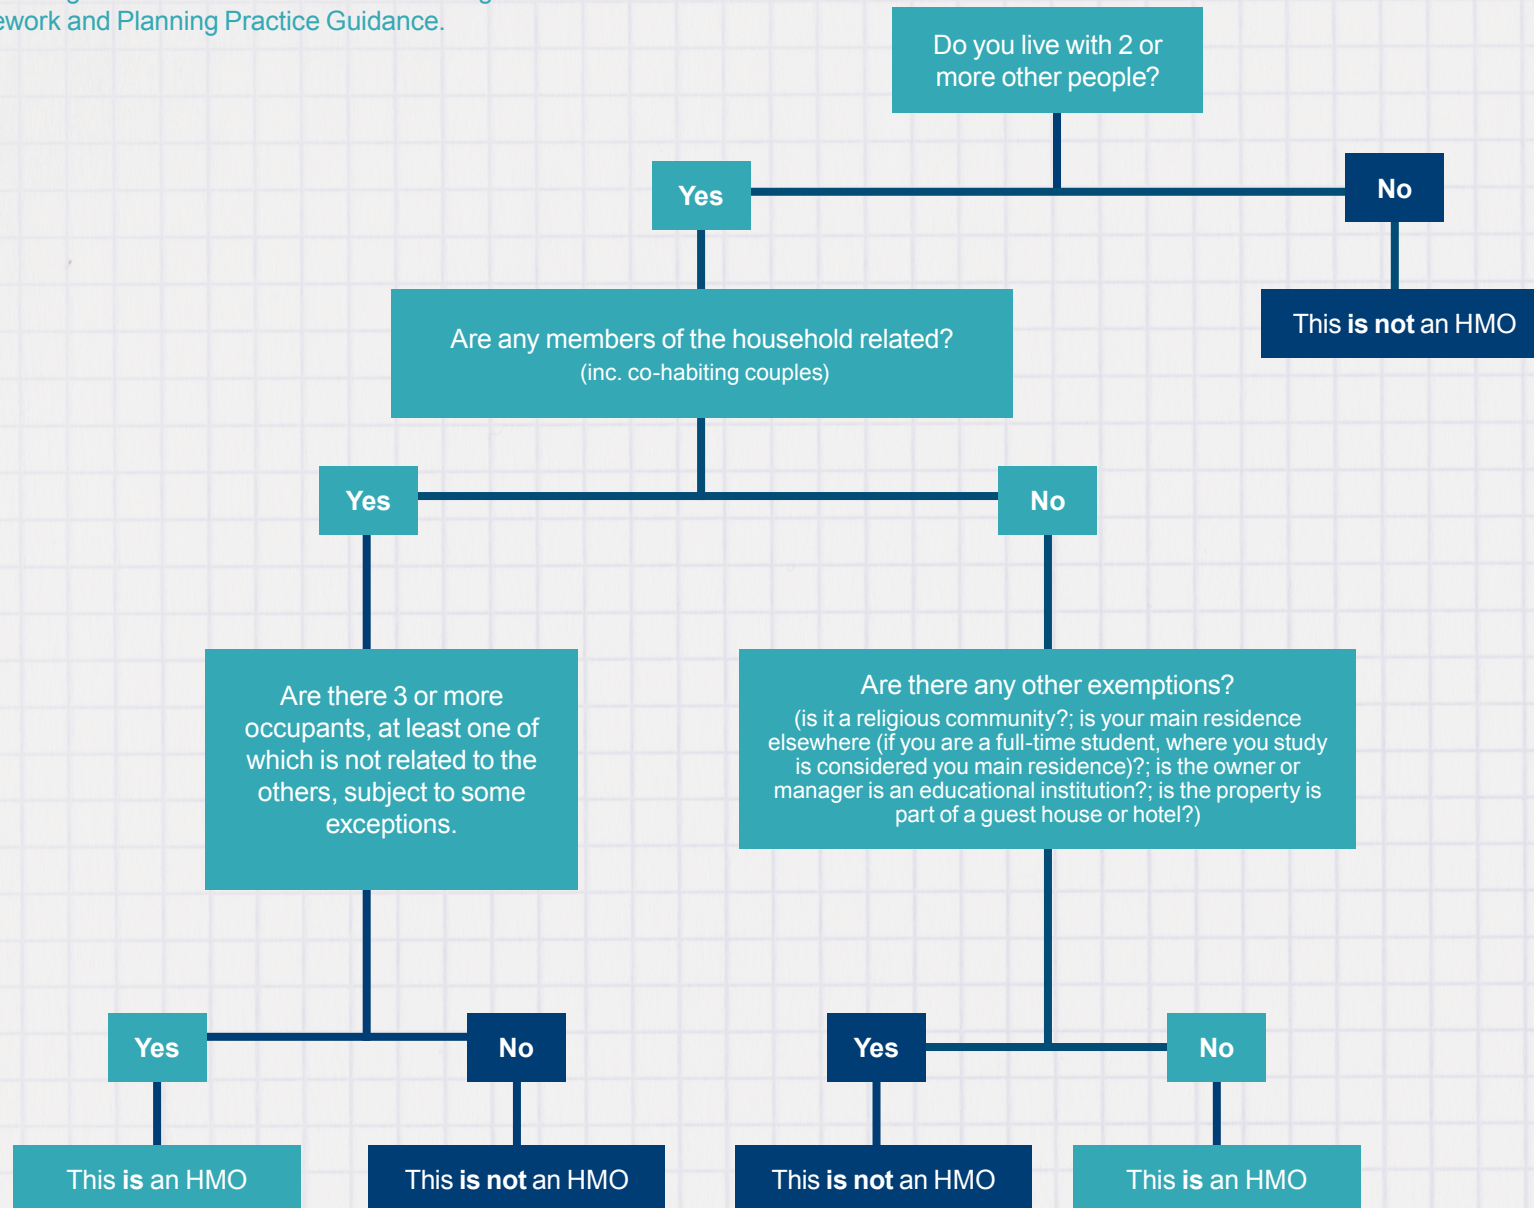 ework and Planning Practice Guidance.
Do you live with 2 or
more other people?
Yes
No
This is not an HMO
Are any members of the household related?
(inc. co-habiting couples)
Yes
No
Are there 3 or more
occupants, at least one of
which is not related to the
others, subject to some
exceptions.
Are there any other exemptions?
(is it a religious community?; is your main residence
elsewhere (if you are a full-time student, where you study
is considered you main residence)?; is the owner or
manager is an educational institution?; is the property is
part of a guest house or hotel?)
Yes
No
Yes
No
This is an HMO
This is not an HMO
This is not an HMO
This is an HMO